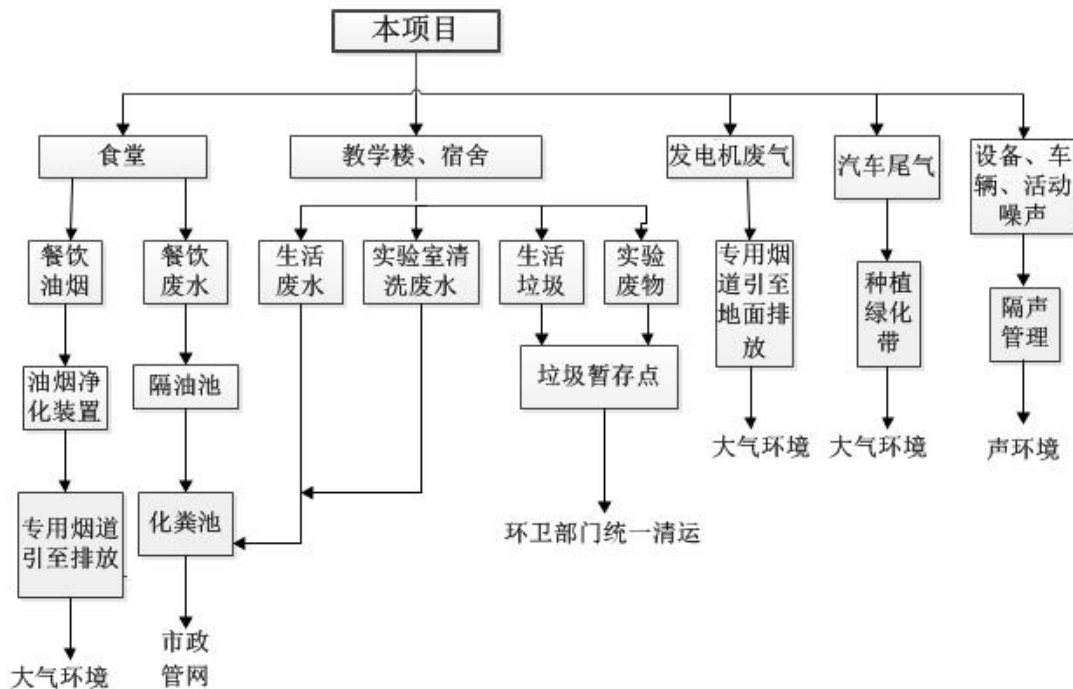 本项目
食堂
教学楼、宿舍
发电机废气
汽车尾气
设备、车
辆、活动
噪声
餐饮
油烟
餐饮
废水
生活
废水
实验室清
洗废水
生活
垃圾
实验
废物
专用烟
道引至
地面排
放
种植
绿化
带
隔声
管理
油烟净
化装置
隔油池
垃圾暂存点
大气环境
大气环境
声环境
专用烟道
引至排放
化粪池
环卫部门统一清运
大气环境
市政
管网